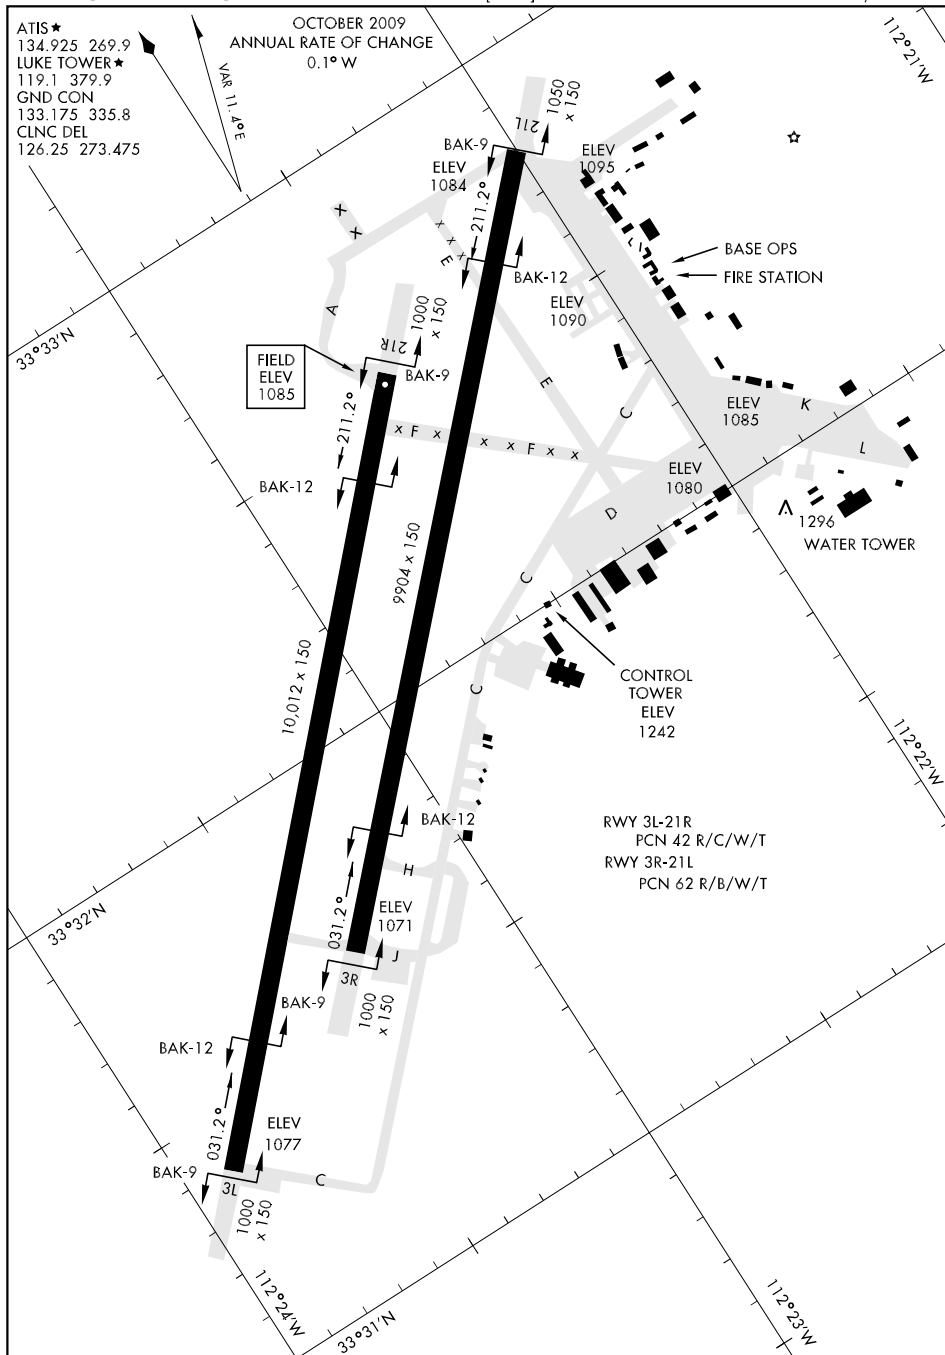 ATIS★
134.925 269.9
LUKE TOWER★
119.1 379.9
GND CON
133.175 335.8
CLNC DEL
126.25 273.475
VAR 11.4°E
OCTOBER 2009
ANNUAL RATE OF CHANGE
0.1° W
112°21'W
1050
x 150
21L
BAK-9
ELEV
1084
ELEV
1095
211.2°
X
X
x
x
x
E
BASE OPS
FIRE STATION
BAK-12
ELEV
1090
A
33°33'N
1000
x 150
21R
FIELD
ELEV
1085
BAK-9
E
C
ELEV
1085
K
L
211.2°
x F x
x x F x x
BAK-12
ELEV
1080
D
1296
WATER TOWER
9904 x 150
C
10,012 x 150
CONTROL
TOWER
ELEV
1242
C
112°22'W
BAK-12
RWY 3L-21R
PCN 42 R/C/W/T
RWY 3R-21L
PCN 62 R/B/W/T
H
33°32'N
031.2°
ELEV
1071
J
3R
BAK-9
1000
x 150
BAK-12
031.2°
ELEV
1077
BAK-9
3L
C
1000
x 150
112°24'W
33°31'N
112°23'W